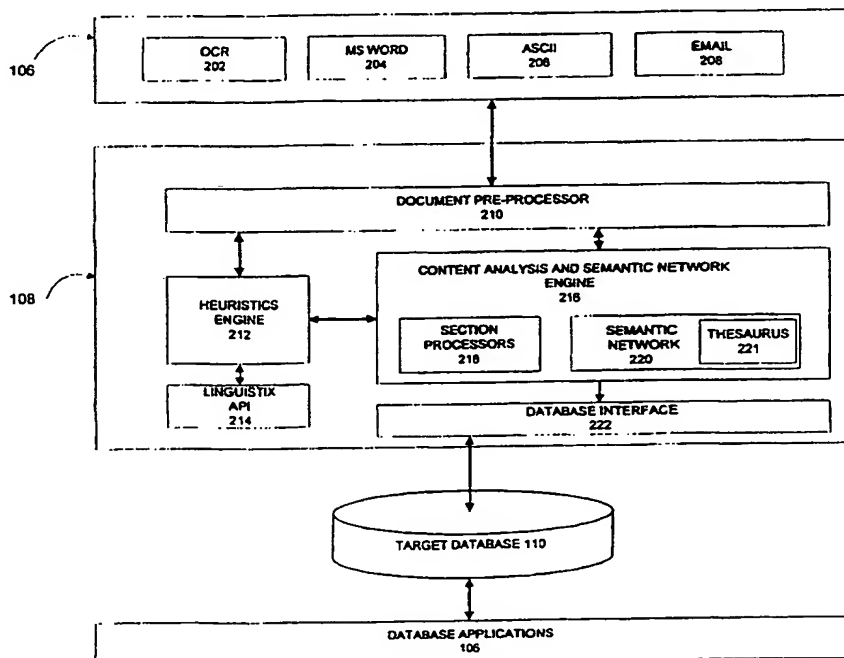 106
OCR
202
MS WORD
204
ASCII
206
EMAIL
208
DOCUMENT PRE-PROCESSOR
210
108
HEURISTICS
ENGINE
212
CONTENT ANALYSIS AND SEMANTIC NETWORK
ENGINE
216
SECTION
PROCESSORS
218
SEMANTIC
NETWORK
220
THESAURUS
221
LINGUISTIX
API
214
DATABASE INTERFACE
222
TARGET DATABASE 110
DATABASE APPLICATIONS
106